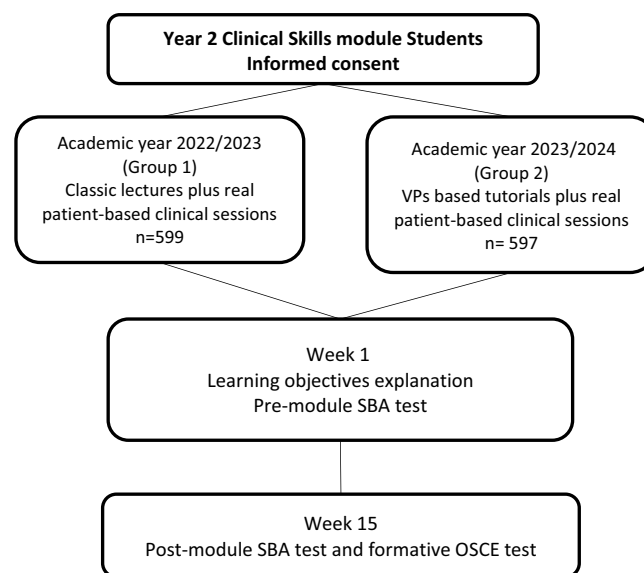 Year 2 Clinical Skills module Students
Informed consent
Academic year 2022/2023
(Group 1)
Classic lectures plus real
patient-based clinical sessions
n=599
Academic year 2023/2024
(Group 2)
VPs based tutorials plus real
patient-based clinical sessions
n= 597
Week 1
Learning objectives explanation
Pre-module SBA test
Week 15
Post-module SBA test and formative OSCE test